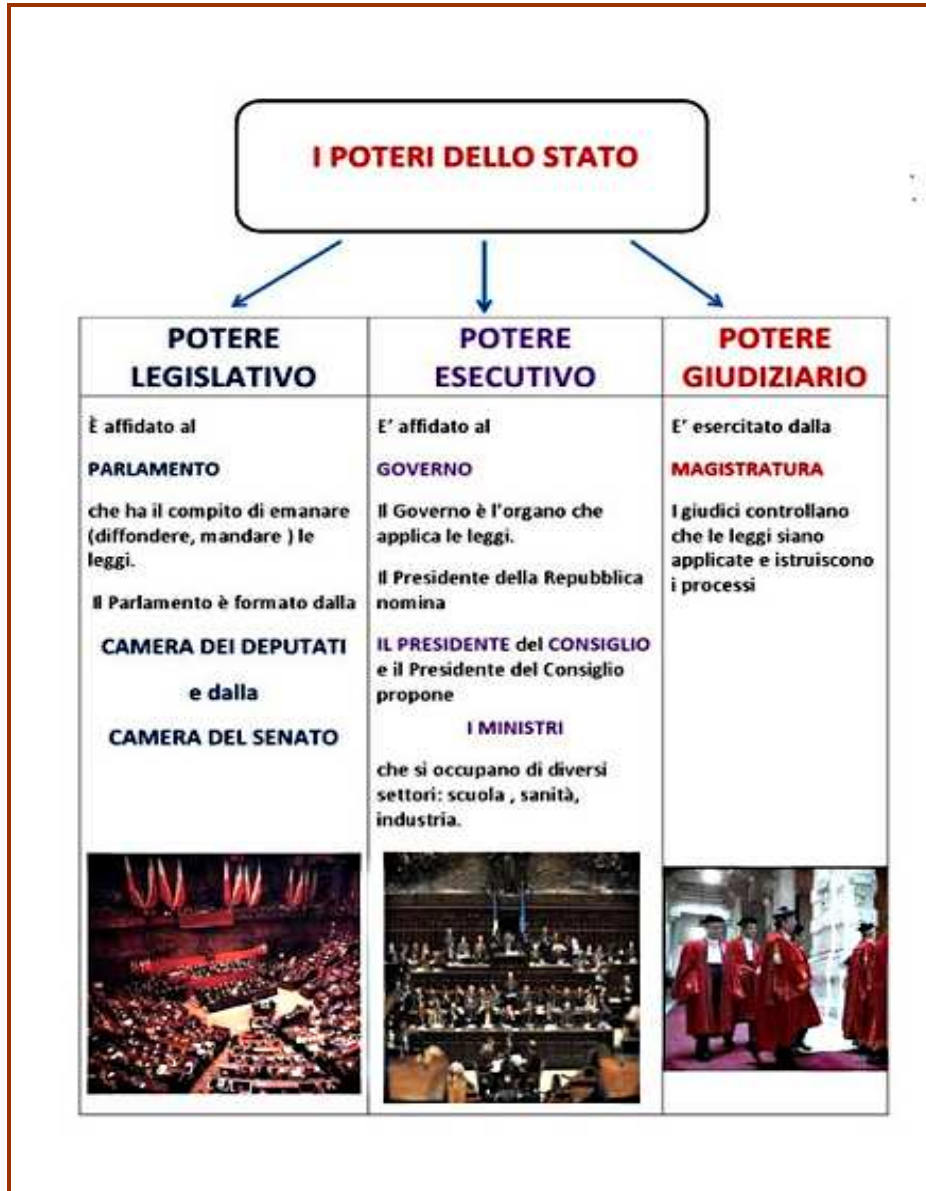 I POTERI DELLO STATO
POTERE
LEGISLATIVO
È affidato al
PARLAMENTO
che ha il compito di emanare
(diffondere, mandare ) le
leggi.
Il Parlamento è formato dalla
CAMERA DEI DEPUTATI
e dalla
CAMERA DEL SENATO
POTERE
ESECUTIVO
E' affidato al
GOVERNO
Il Governo è l'organo che
applica le leggi.
Il Presidente della Repubblica
nomina
IL PRESIDENTE del CONSIGLIO
e il Presidente del Consiglio
propone
I MINISTRI
che si occupano di diversi
settori: scuola , sanità,
industria.
POTERE
GIUDIZIARIO
E' esercitato dalla
MAGISTRATURA
I giudici controllano
che le leggi siano
applicate e istruiscono
i processi